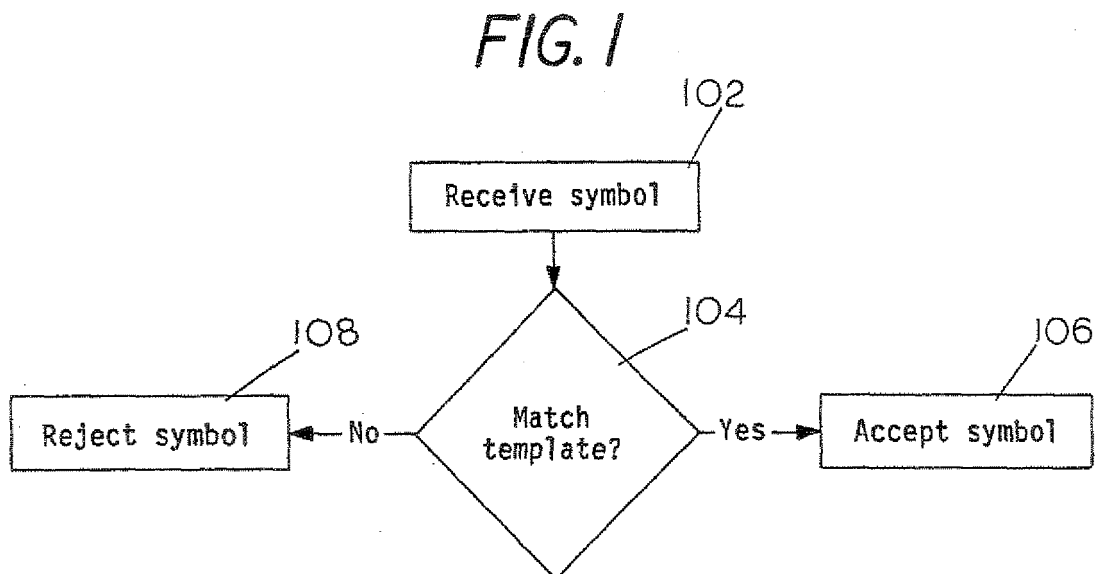 FIG. 1
102
Receive symbol
104
108
106
Match
template?
No
Yes
Reject symbol
Accept symbol